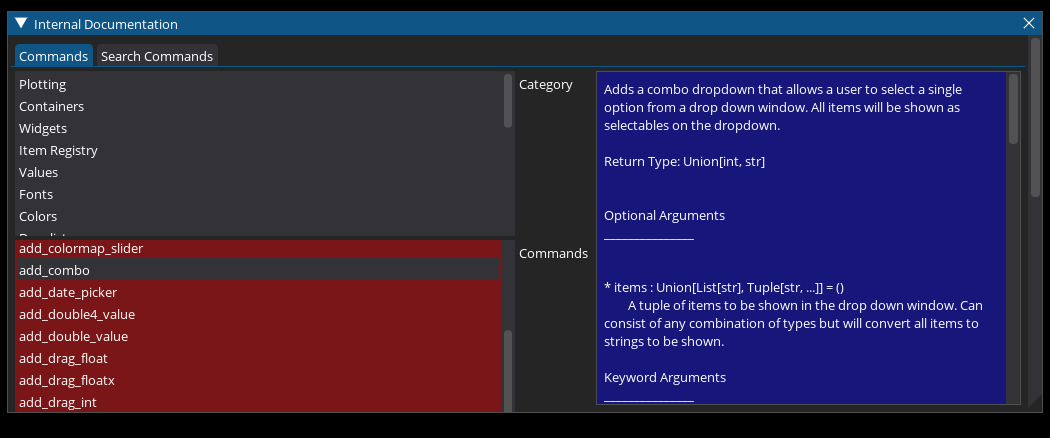 Internal Documentation
Commands
Search Commands
Plotting
Containers
Widgets
Item Registry
Values
Fonts
Colors
Category
add_colormap_slider
add_combo
add_date_picker
add_double4_value
add_double_value
add_drag_float
add_drag_floatx
add_drag_int
Commands
Adds a combo dropdown that allows a user to select a single
option from a drop down window. All items will be shown as
selectables on the dropdown.
Return Type: Union[int, str]
Optional Arguments
_______________
* items : Union[List[str], Tuple[str, ...]] = ()
A tuple of items to be shown in the drop down window. Can
consist of any combination of types but will convert all items to
strings to be shown.
Keyword Arguments
_______________